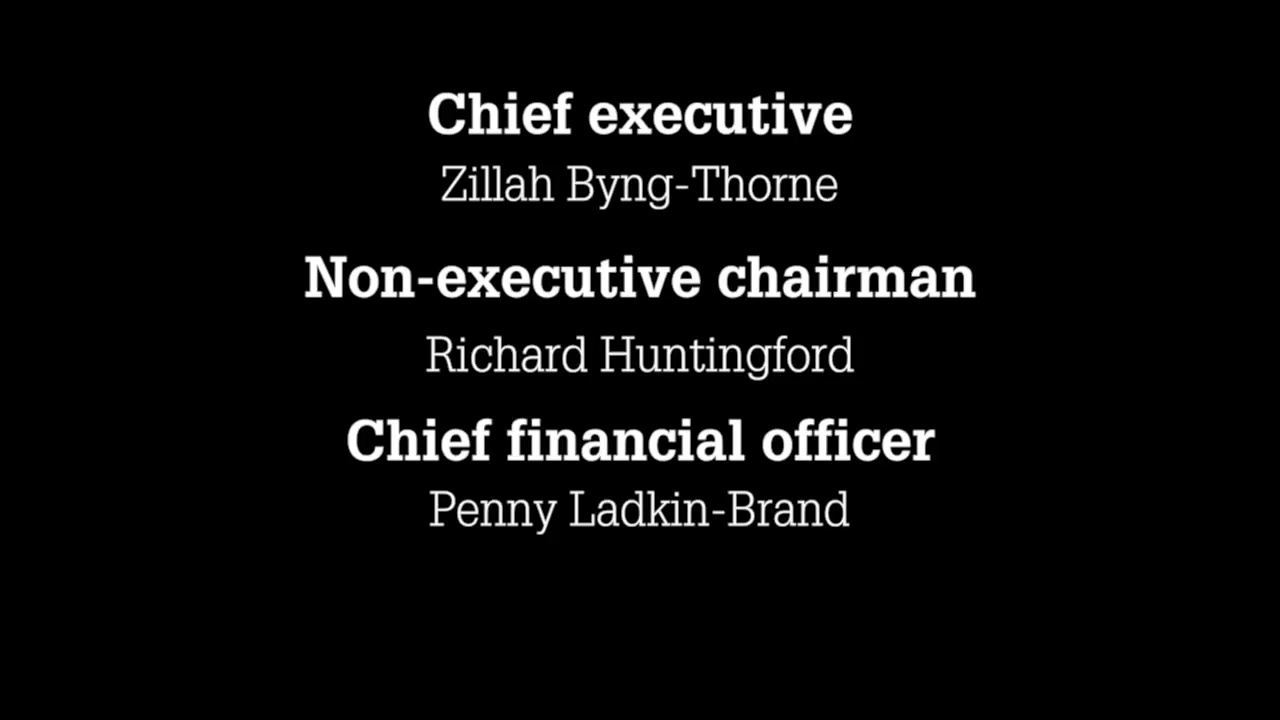 Chief executive
Zillah Byng-Thorne
Non-executive chairman
Richard Huntingford
Chief financial officer
Penny Ladkin-Brand